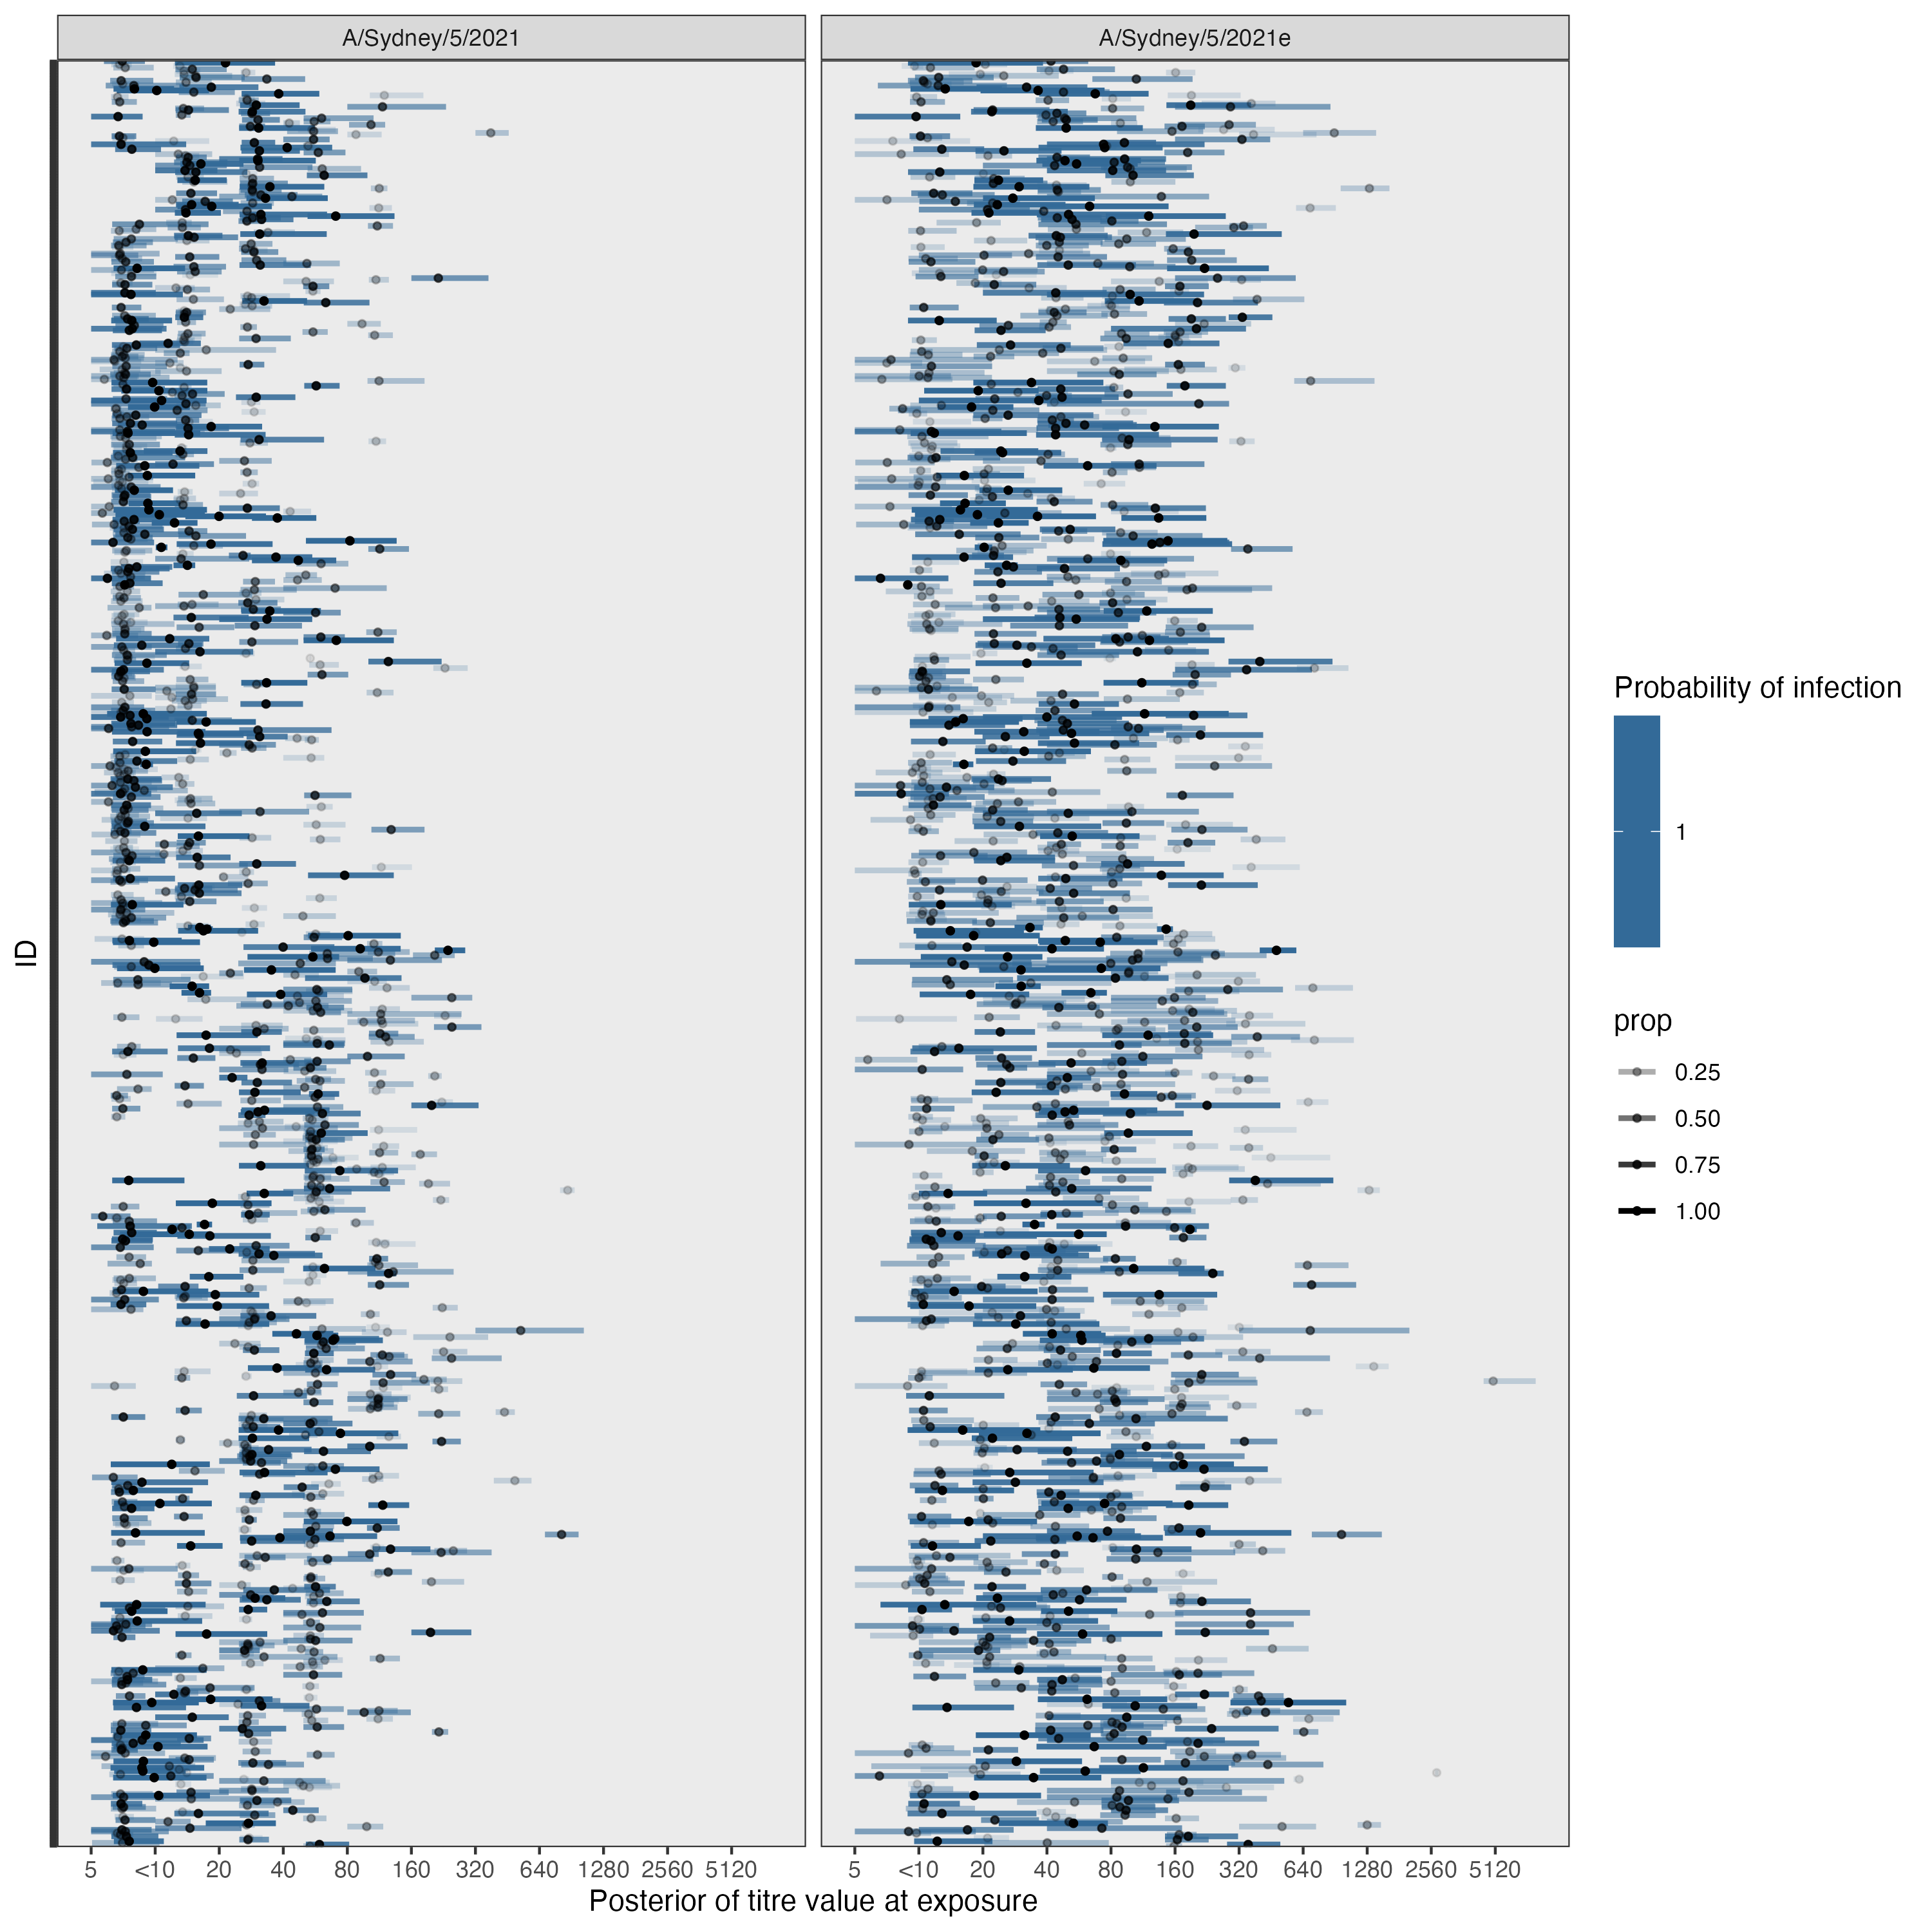 A/Sydney/5/2021
A/Sydney/5/2021e
ID
Probability of infection
1
prop
0.25
0.50
0.75
1.00
5 <10 20 40 80 160 320 640 1280 2560 5120
5 <10 20 40 80 160 320 640 1280 2560 5120
Posterior of titre value at exposure